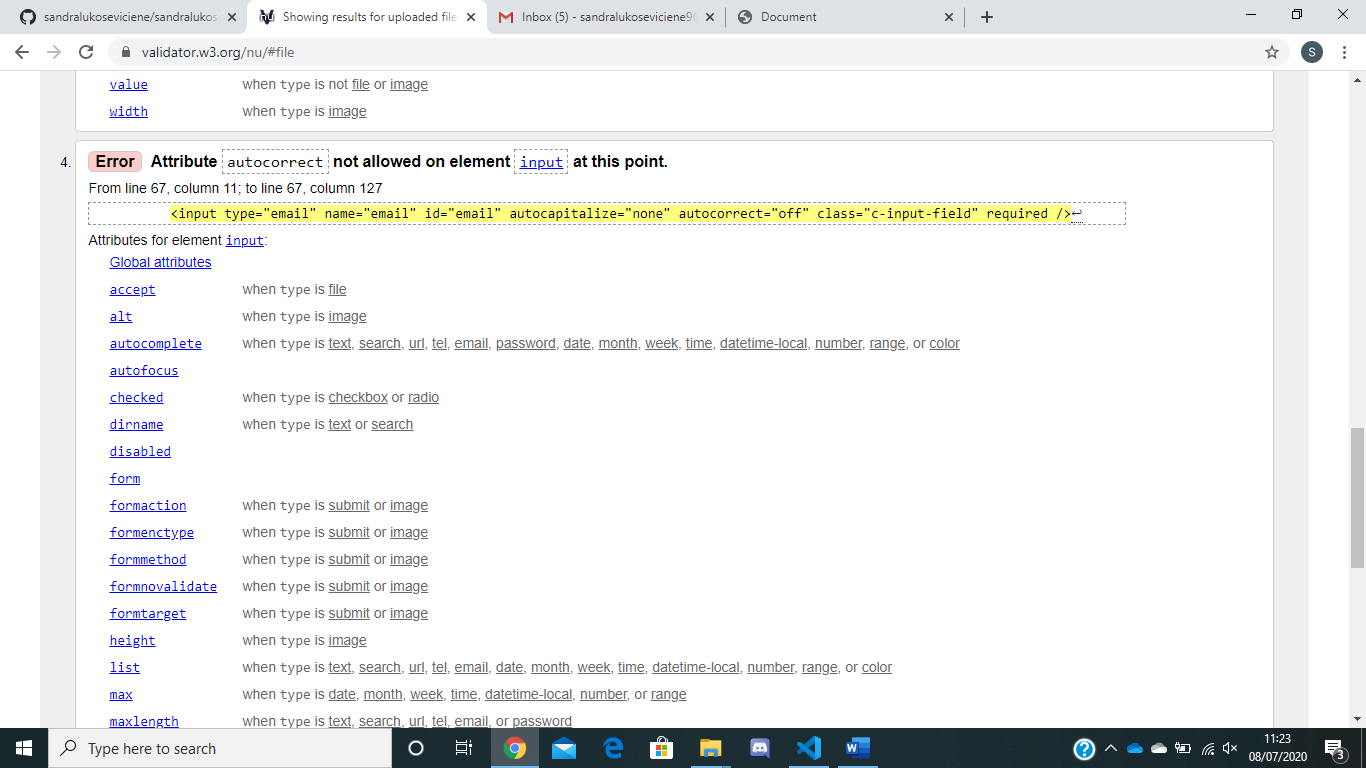 sandralukoseviciene/sandralukos
Showing results for uploaded file
Inbox (5) - sandralukoseviciene9
Document
validator.w3.org/nu/#file
S
value when type is not file or image
width when type is image
4. Error Attribute autocorrect not allowed on element input at this point.
From line 67, column 11; to line 67, column 127
<input type="email" name="email" id="email" autocapitalize="none" autocorrect="off" class="c-input-field" required />↩
Attributes for element input:
Global attributes
accept when type is file
alt when type is image
autocomplete when type is text, search, url, tel, email, password, date, month, week, time, datetime-local, number, range, or color
autofocus
checked when type is checkbox or radio
dirname when type is text or search
disabled
form
formaction when type is submit or image
formenctype when type is submit or image
formmethod when type is submit or image
formnovalidate when type is submit or image
formtarget when type is submit or image
height when type is image
list when type is text, search, url, tel, email, date, month, week, time, datetime-local, number, range, or color
max when type is date, month, week, time, datetime-local, number, or range
maxlength when type is text, search, url, tel, email, or password
Type here to search
11:23
08/07/2020
3